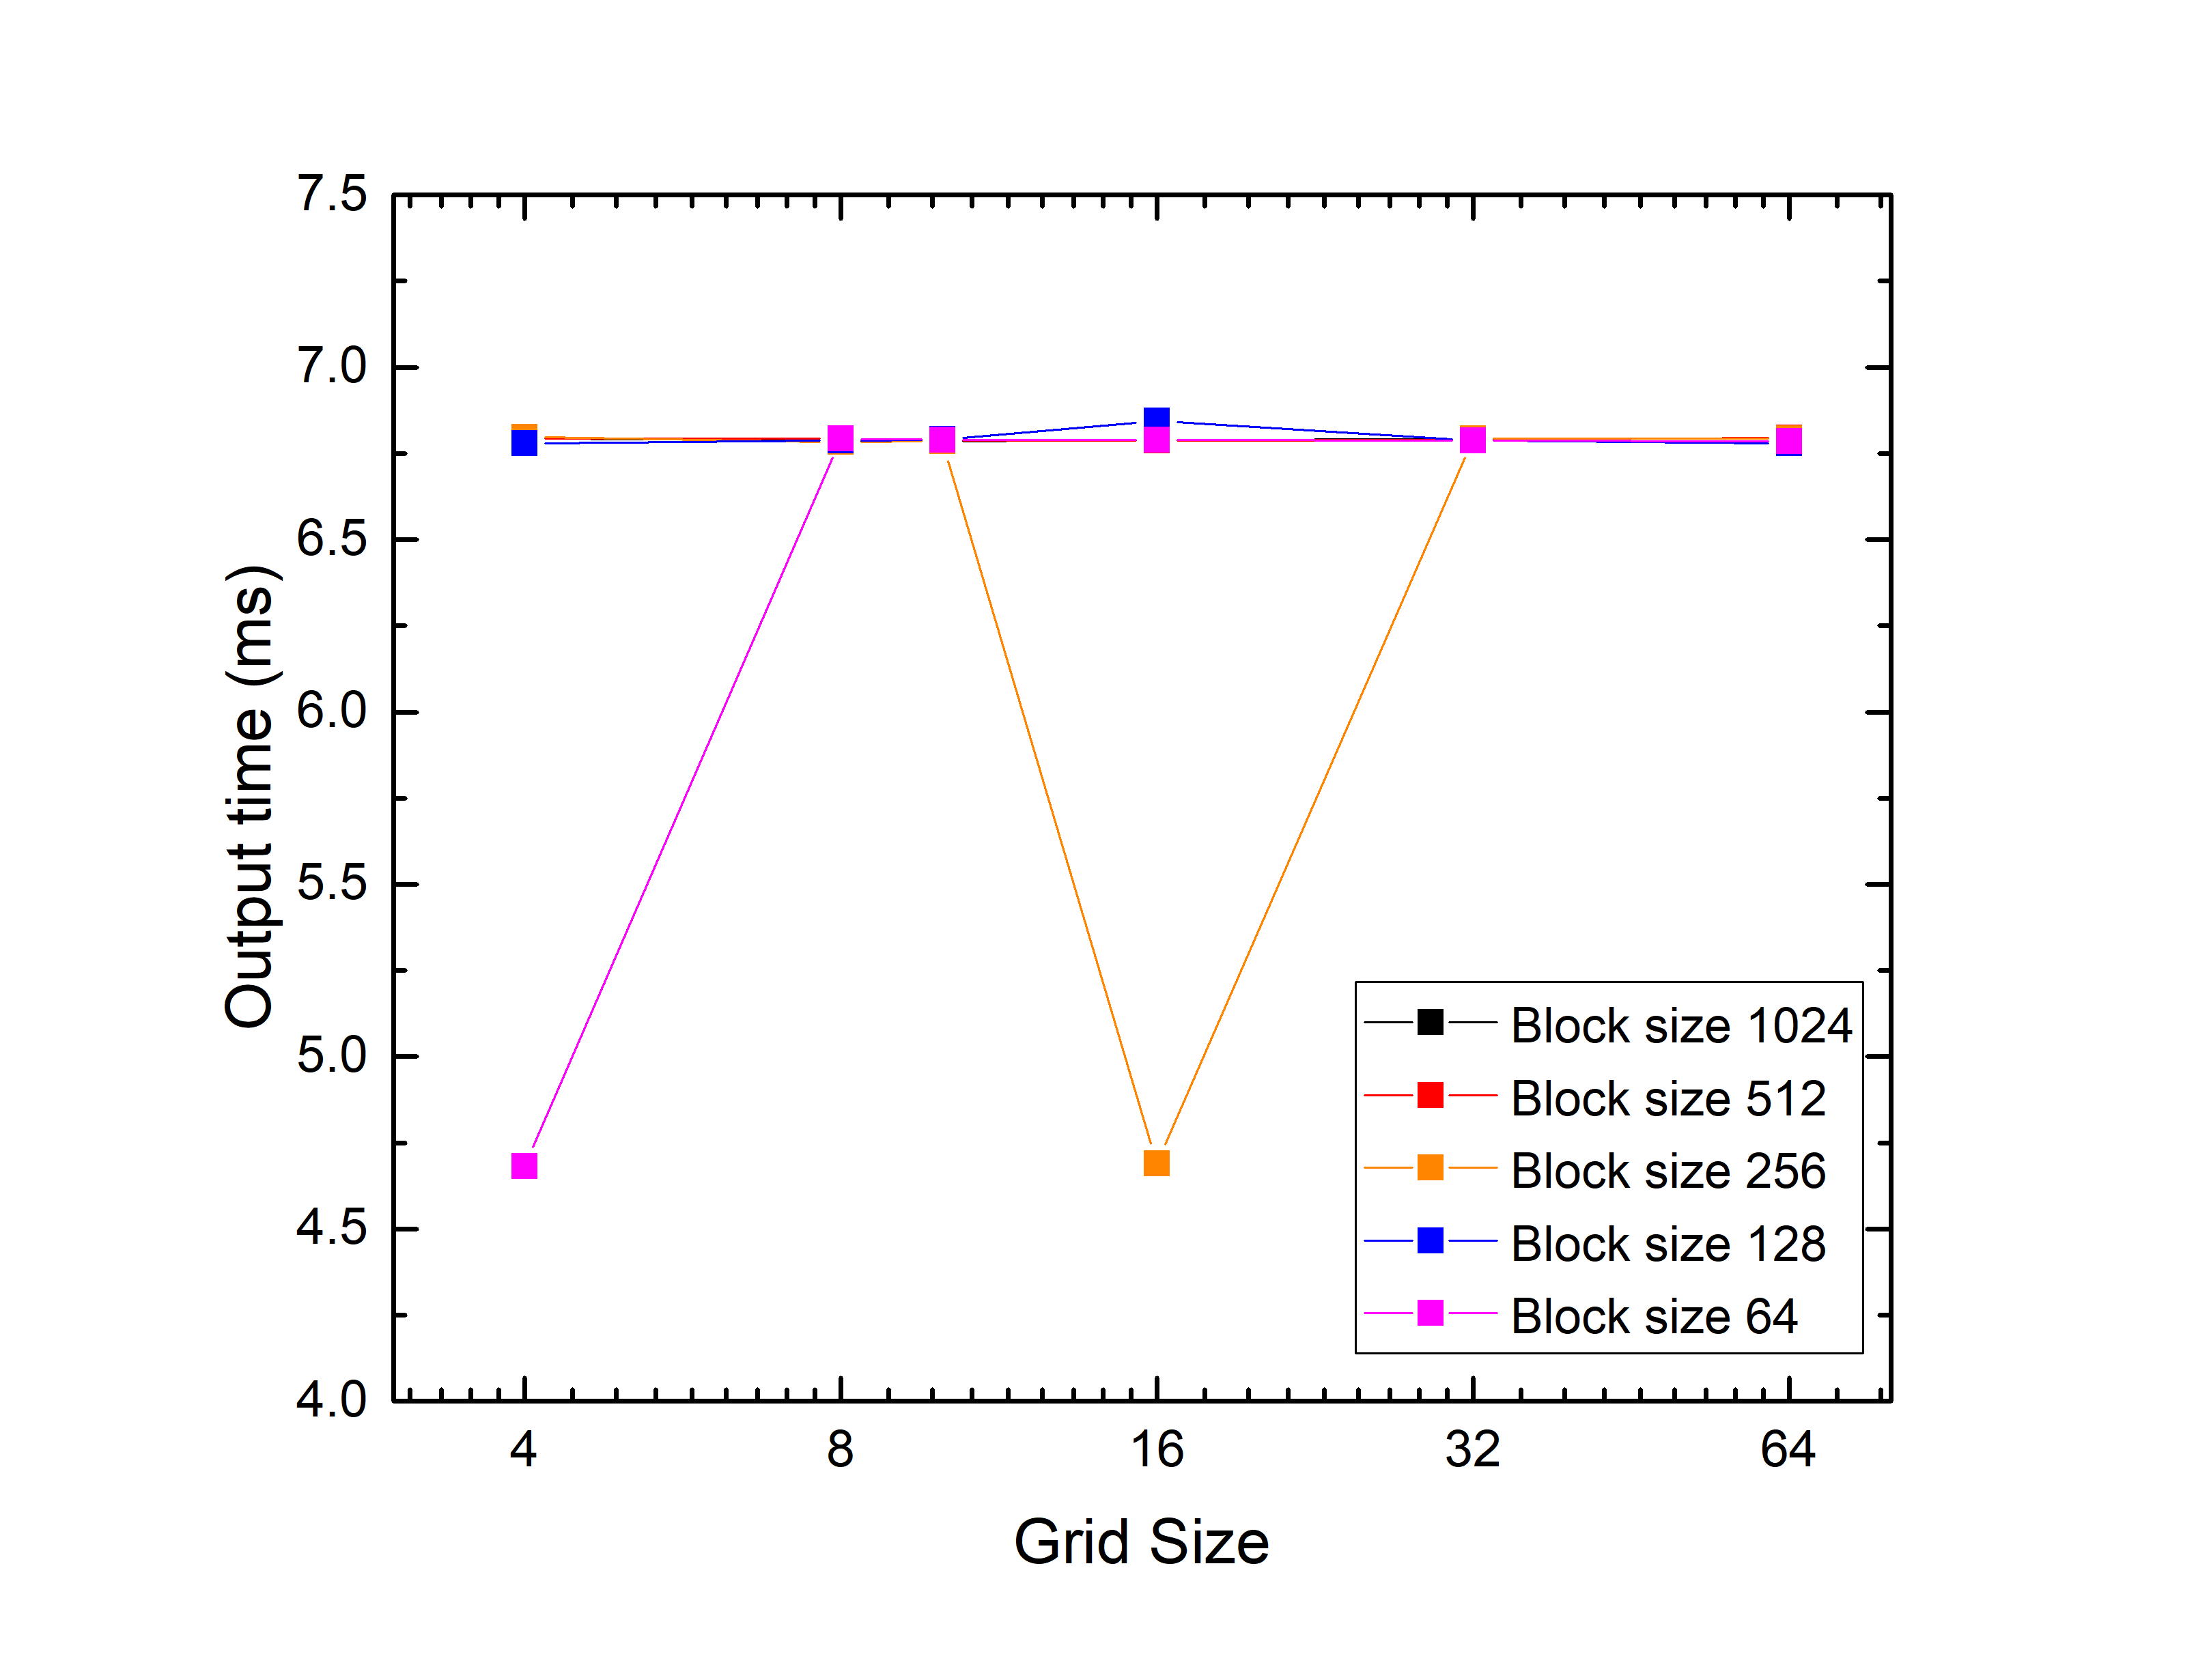 7.5
7.0
6.5
6.0
5.5
5.0
4.5
4.0
Output time (ms)
Block size 1024
Block size 512
Block size 256
Block size 128
Block size 64
4 8 16 32 64
Grid Size